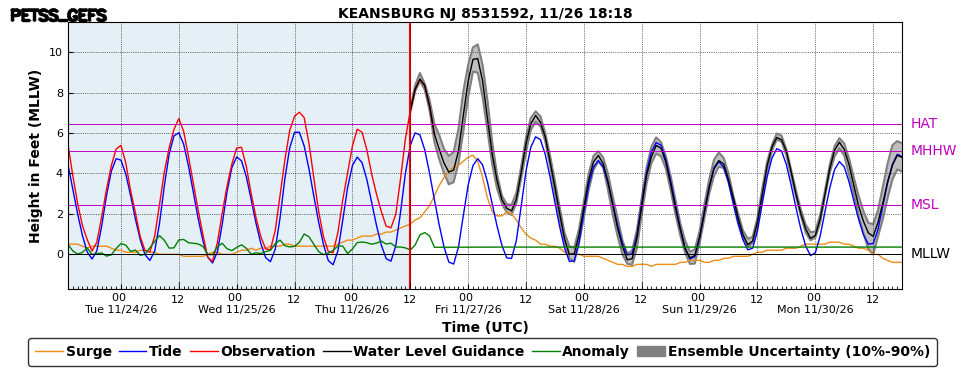 PETSS_GEFS
KEANSBURG NJ 8531592, 11/26 18:18
Height in Feet (MLLW)
10
8
6
4
2
0
HAT
MHHW
MSL
MLLW
00 12 00 12 00 12 00 12 00 12 00 12 00 12
Tue 11/24/26 Wed 11/25/26 Thu 11/26/26 Fri 11/27/26 Sat 11/28/26 Sun 11/29/26 Mon 11/30/26
Time (UTC)
Surge Tide Observation Water Level Guidance Anomaly Ensemble Uncertainty (10%-90%)